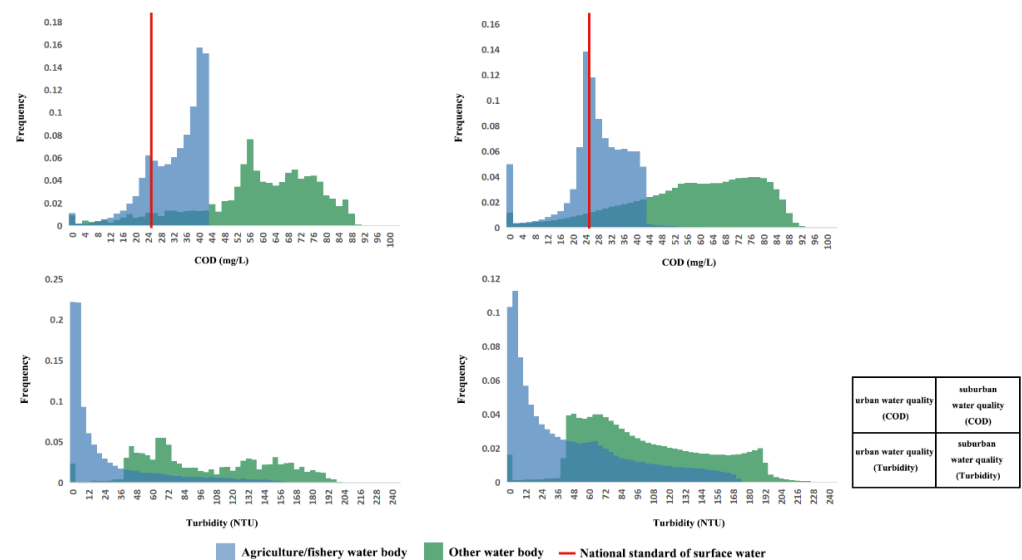 0.18
0.16
0.14
0.12
0.1
0.08
0.06
0.04
0.02
0
Frequency
0 4 8 12 16 20 24 28 32 36 40 44 48 52 56 60 64 68 72 76 80 84 88 92 96 100
COD (mg/L)
0.16
0.14
0.12
0.1
0.08
0.06
0.04
0.02
0
Frequency
0 4 8 12 16 20 24 28 32 36 40 44 48 52 56 60 64 68 72 76 80 84 88 92 96 100
COD (mg/L)
0.25
0.2
0.15
0.1
0.05
0
Frequency
0 12 24 36 48 60 72 84 96 108 120 132 144 156 168 180 192 204 216 228 240
Turbidity (NTU)
0.12
0.1
0.08
0.06
0.04
0.02
0
Frequency
0 12 24 36 48 60 72 84 96 108 120 132 144 156 168 180 192 204 216 228 240
Turbidity (NTU)
urban water quality
(COD)
suburban
water quality
(COD)
urban water quality
(Turbidity)
suburban
water quality
(Turbidity)
Agriculture/fishery water body
Other water body
National standard of surface water